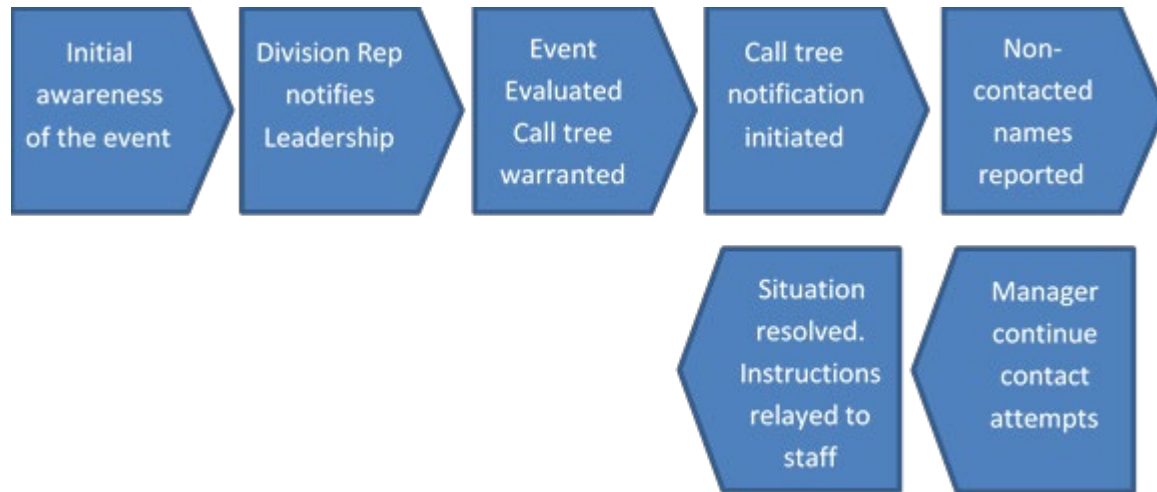 Initial
awareness
of the event
Division Rep
notifies
Leadership
Event
Evaluated
Call tree
warranted
Call tree
notification
initiated
Non-
contacted
names
reported
Manager
continue
contact
attempts
Situation
resolved.
Instructions
relayed to
staff